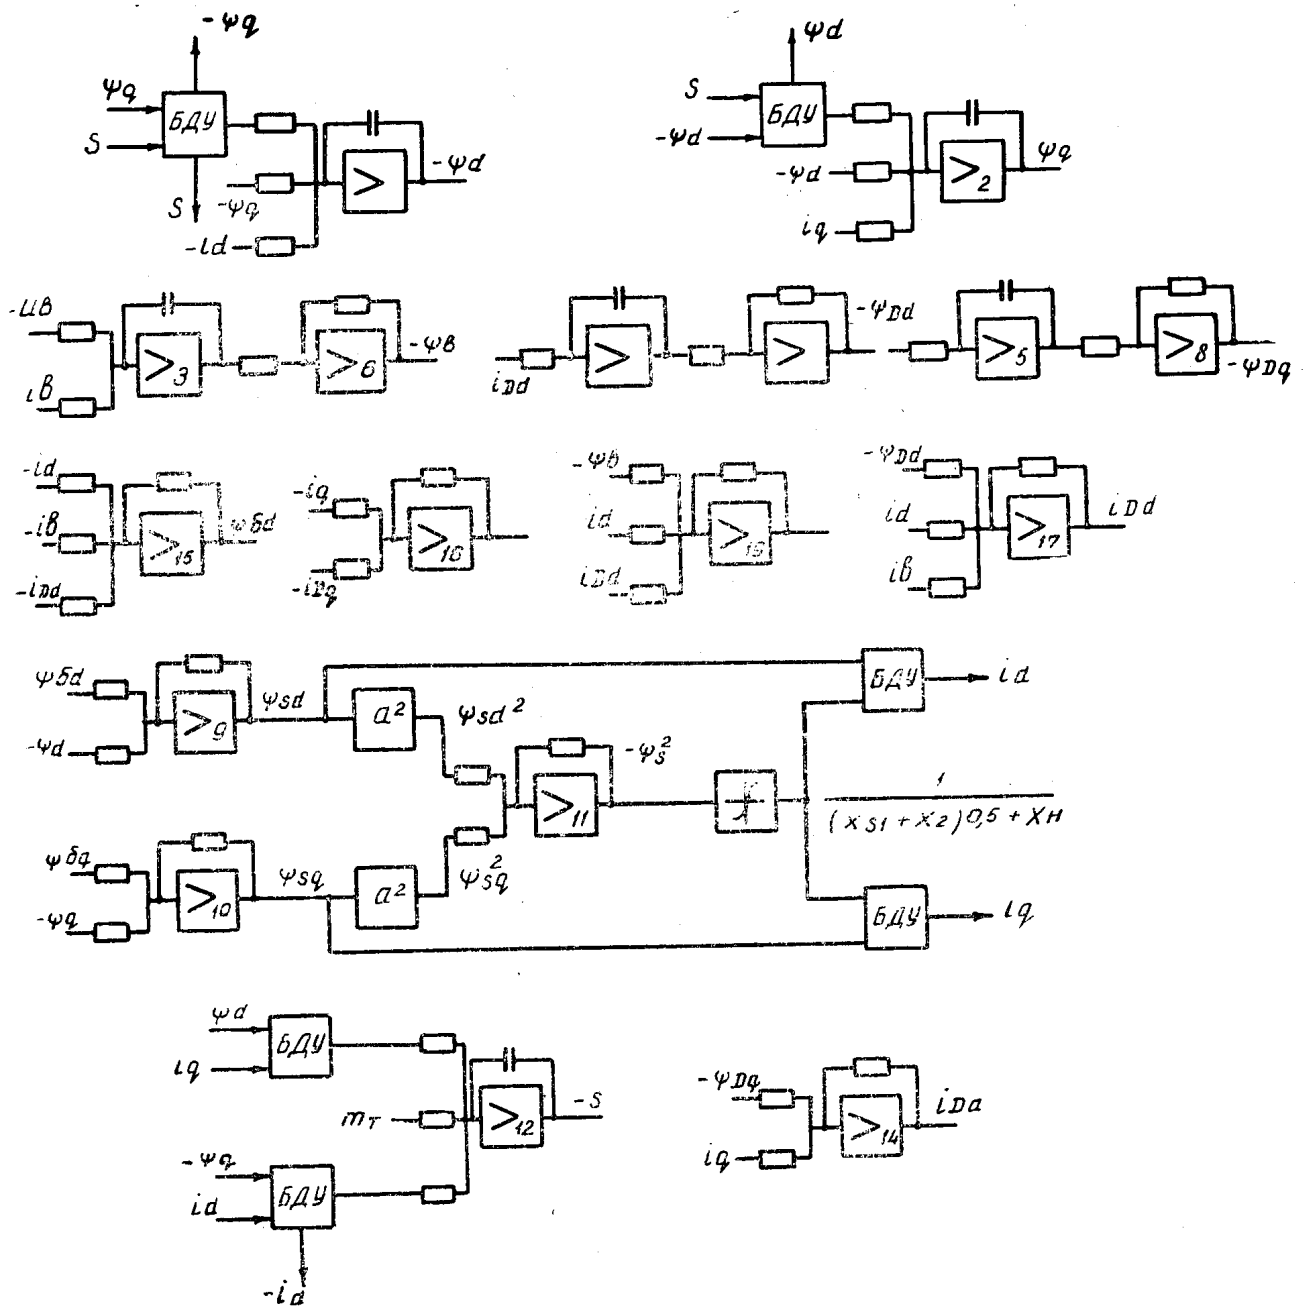 -Ψq
Ψq
S
БДУ
S
-Ψq
-id
-Ψd
Ψd
S
-Ψd
БДУ
-Ψd
iq
2
Ψq
-Uв
iв
3
6
-Ψв
iDd
-ΨDd
5
8
-ΨDq
-id
-iв
-iDd
15
Ψδd
-iq
-iDq
16
-Ψв
id
iDd
-ΨDd
id
iв
17
iDd
Ψδd
-Ψd
9
Ψsd
a²
Ψsd²
БДУ
id
11
-Ψs²
1
(XS1 + X2)0,5 + XН
Ψδq
-Ψq
10
Ψsq
a²
Ψsq²
БДУ
iq
Ψd
iq
БДУ
mт
12
-S
-Ψq
id
БДУ
-id
-ΨDq
iq
14